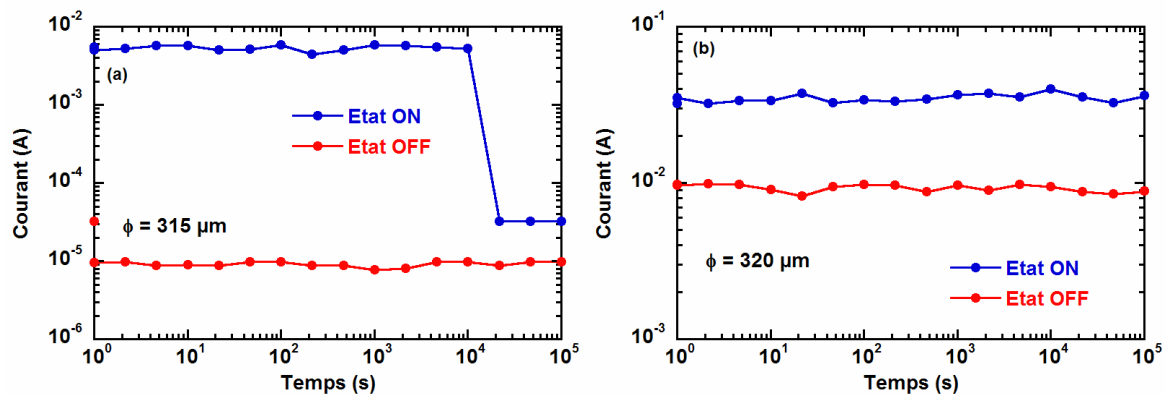 (a)
Courant (A)
10^-2
10^-3
10^-4
10^-5
10^-6
Etat ON
Etat OFF
ϕ = 315 µm
10^0 10^1 10^2 10^3 10^4 10^5
Temps (s)
(b)
Courant (A)
10^-1
10^-2
10^-3
ϕ = 320 µm
Etat ON
Etat OFF
10^0 10^1 10^2 10^3 10^4 10^5
Temps (s)